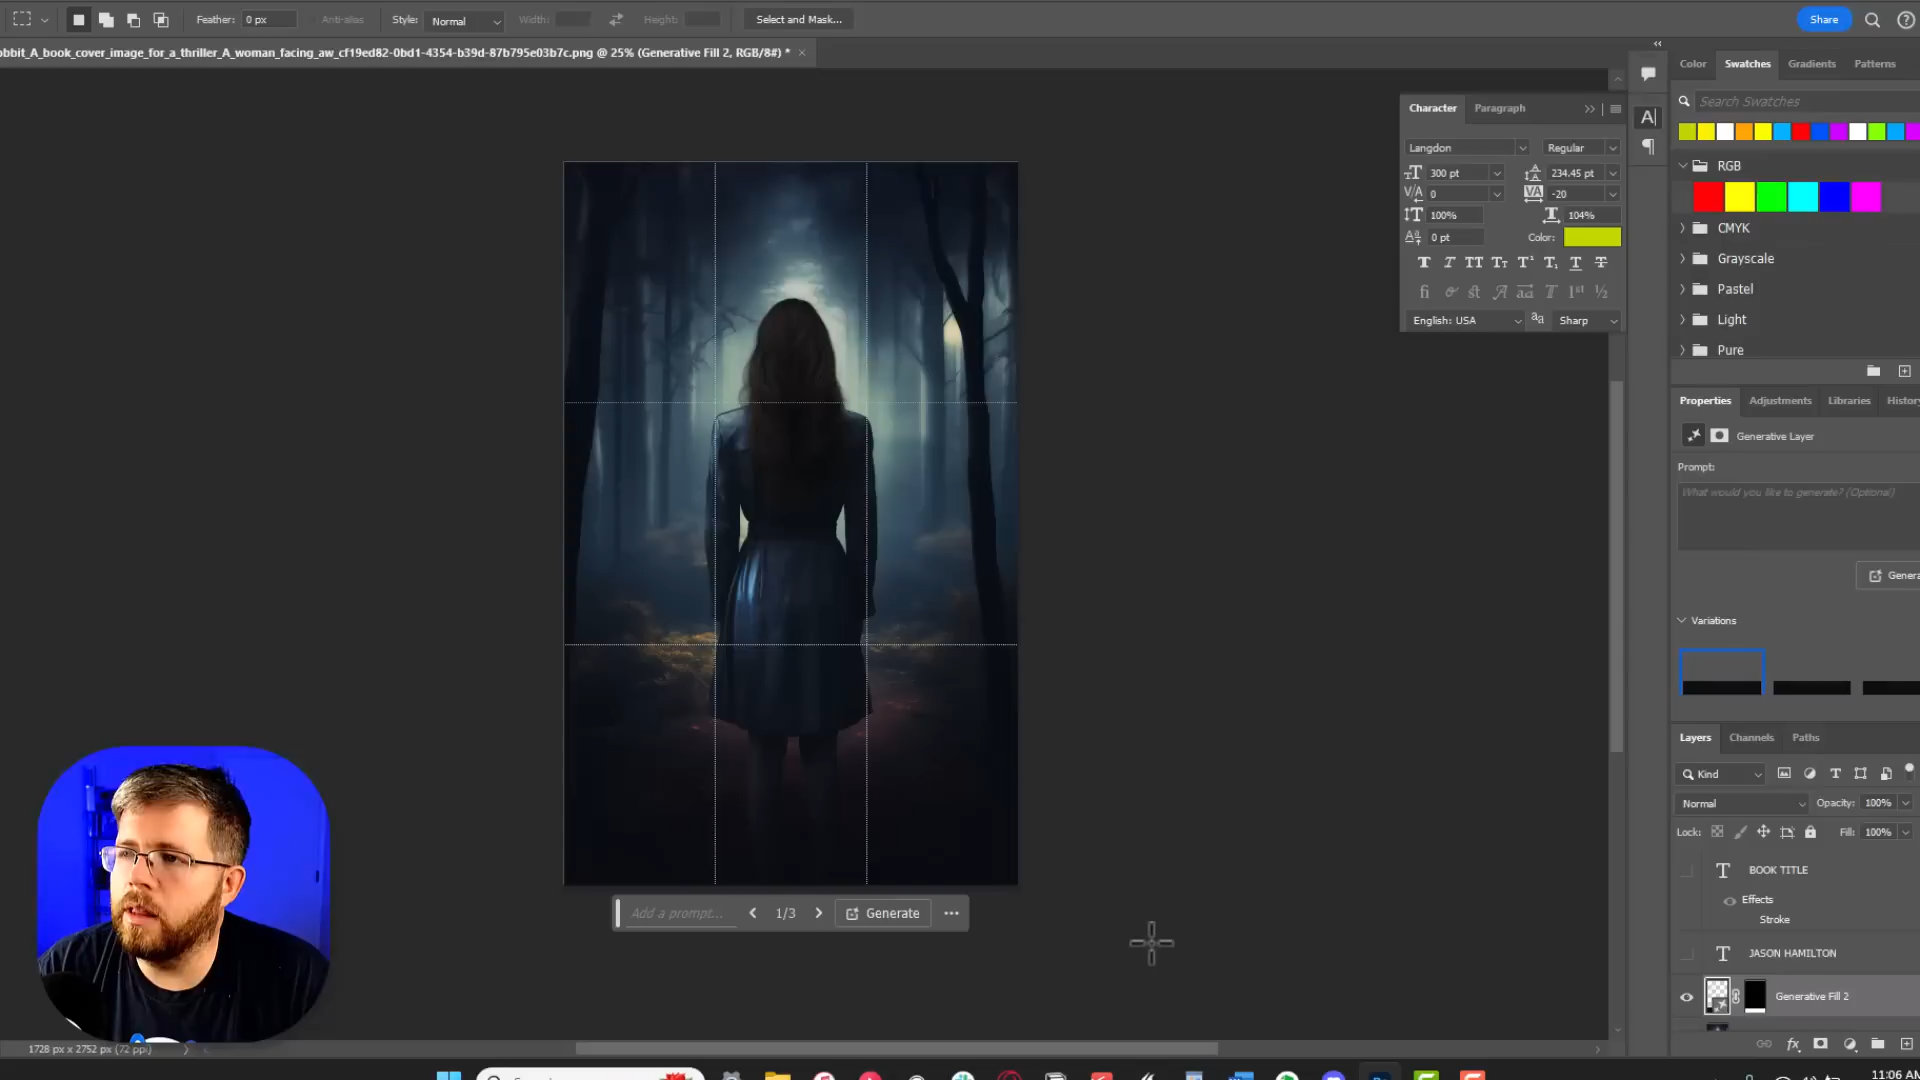 Feather: 0 px Anti-alias Style: Normal Width: Height: Select and Mask... Share
obbit_A_book_cover_image_for_a_thriller_A_woman_facing_aw_cf19ed82-0bd1-4354-b39d-87b795e03b7c.png @ 25% (Generative Fill 2, RGB/8#) * ×
Color Swatches Gradients Patterns
Search Swatches
Character Paragraph
Langdon Regular
300 pt 234.45 pt
0 -20
100% 104%
0 pt Color:
English: USA Sharp
RGB
CMYK
Grayscale
Pastel
Light
Pure
Properties Adjustments Libraries History
Generative Layer
Prompt:
What would you like to generate? (Optional)
Genera
Variations
Layers Channels Paths
Kind
Normal Opacity: 100%
Lock: Fill: 100%
BOOK TITLE
Effects
Stroke
JASON HAMILTON
Generative Fill 2
Add a prompt... 1/3 Generate ...
1728 px x 2752 px (72 ppi)
11:06 AM